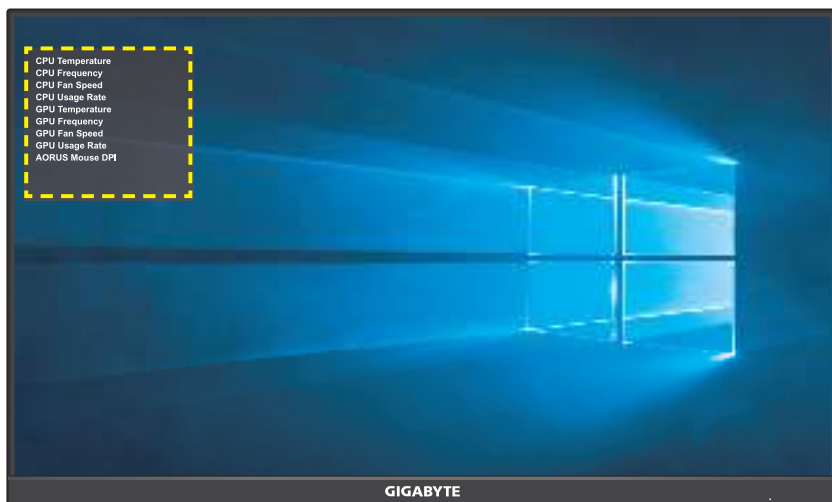 CPU Temperature
CPU Frequency
CPU Fan Speed
CPU Usage Rate
GPU Temperature
GPU Frequency
GPU Fan Speed
GPU Usage Rate
AORUS Mouse DPI
GIGABYTE